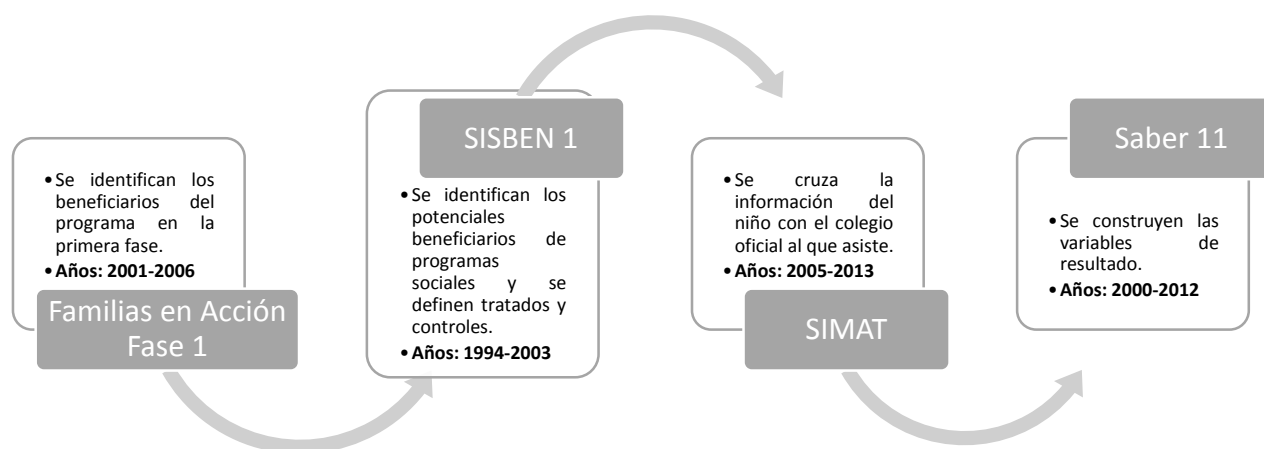 • Se identifican los
beneficiarios del
programa en la
primera fase.
• Años: 2001-2006
Familias en Acción
Fase 1
SISBEN 1
• Se identifican los
potenciales
beneficiarios de
programas
sociales y se
definen tratados y
controles.
• Años: 1994-2003
• Se cruza la
información del
niño con el colegio
oficial al que asiste.
• Años: 2005-2013
SIMAT
Saber 11
• Se construyen las
variables de
resultado.
• Años: 2000-2012